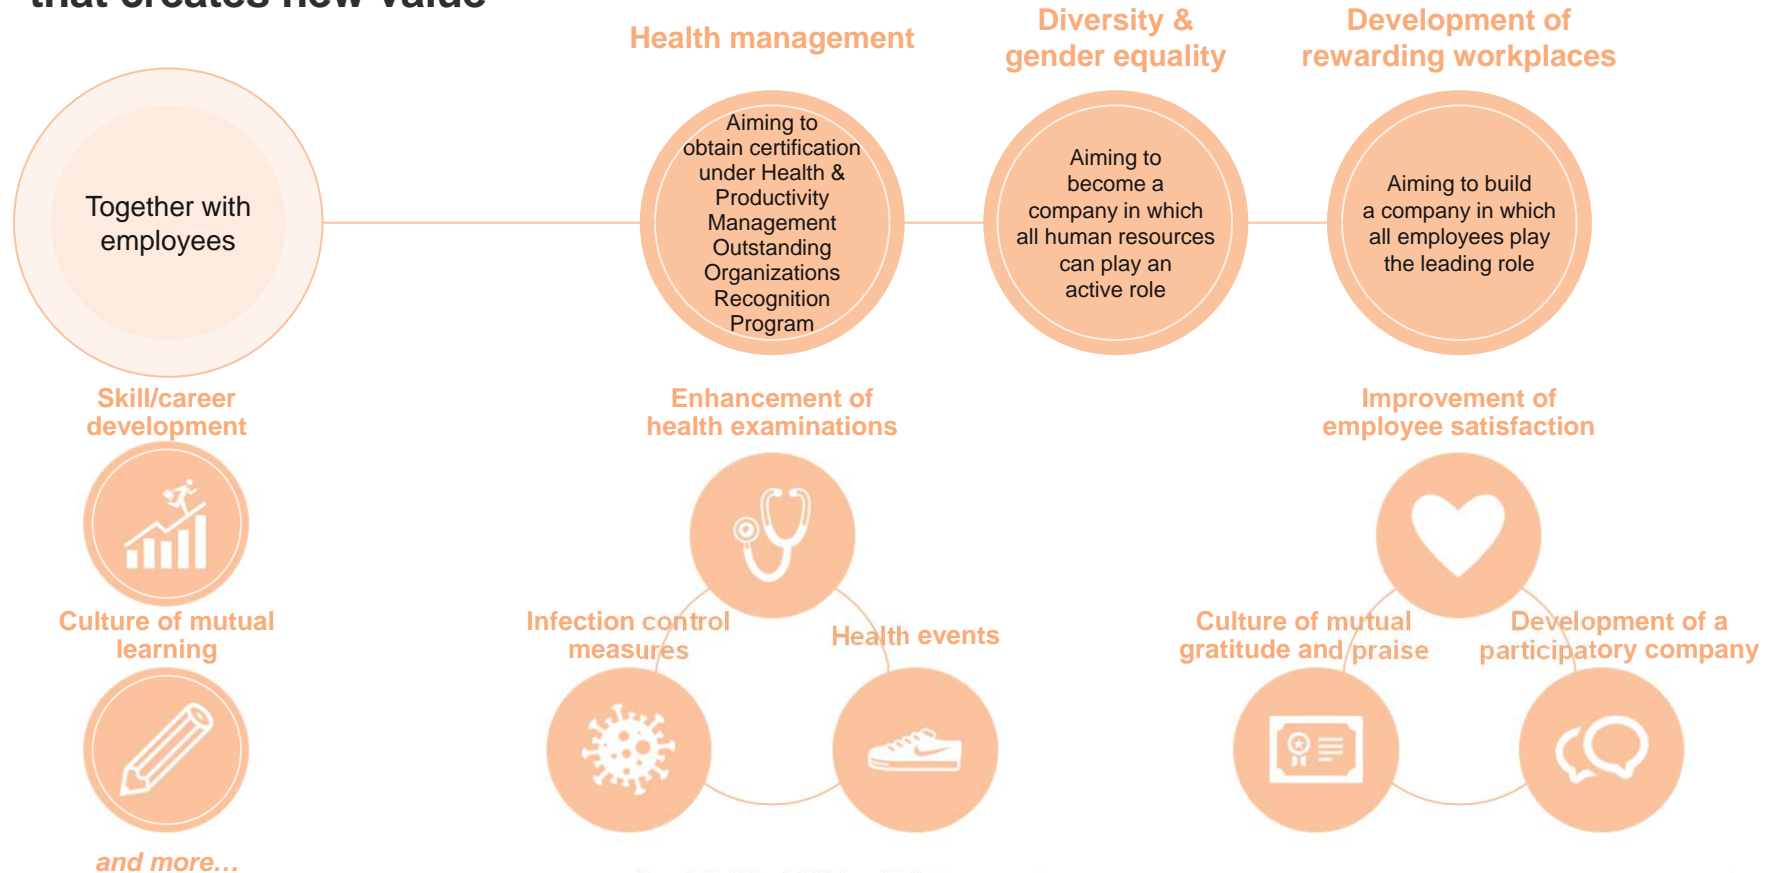 that creates new value
Health management
Diversity &
gender equality
Development of
rewarding workplaces
Together with
employees
Aiming to
obtain certification
under Health &
Productivity
Management
Outstanding
Organizations
Recognition
Program
Aiming to
become a
company in which
all human resources
can play an
active role
Aiming to build
a company in which
all employees play
the leading role
Skill/career
development
Enhancement of
health examinations
Improvement of
employee satisfaction
Culture of mutual
learning
Infection control
measures
Health events
Culture of mutual
gratitude and praise
Development of a
participatory company
and more…